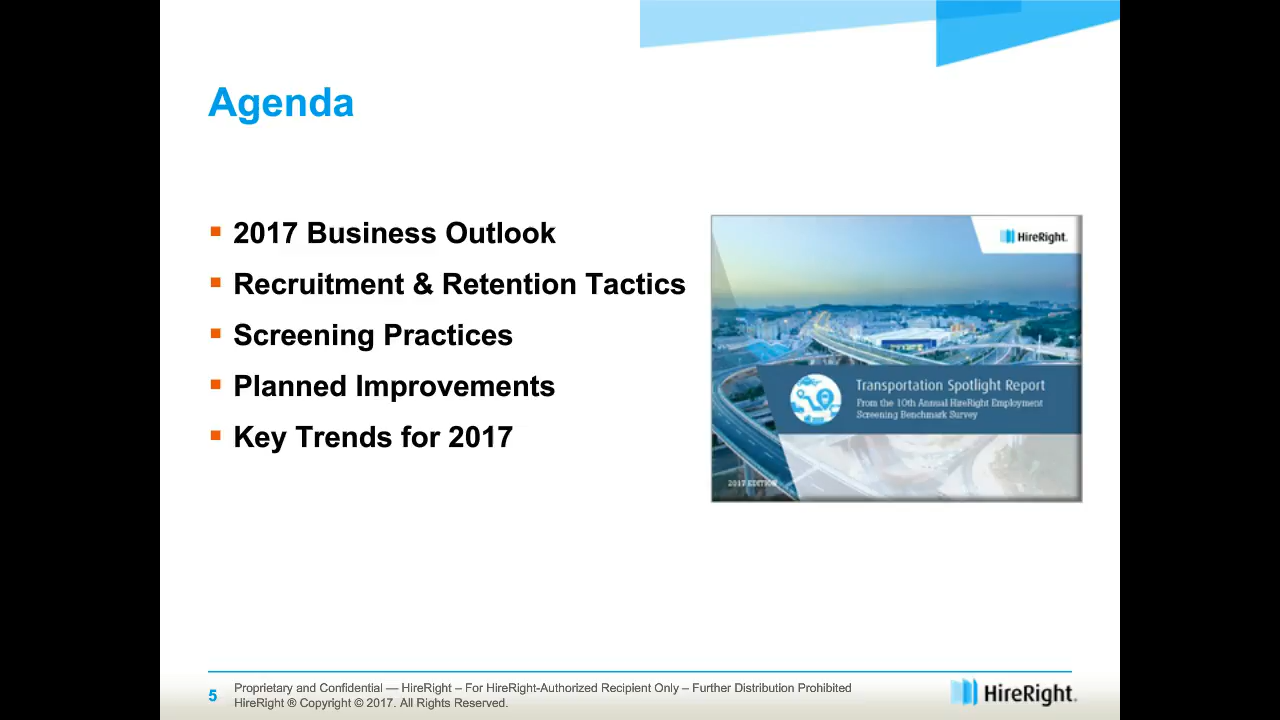 Agenda
▪ 2017 Business Outlook
▪ Recruitment & Retention Tactics
▪ Screening Practices
▪ Planned Improvements
▪ Key Trends for 2017
HireRight.
Transportation Spotlight Report
From the 10th Annual HireRight Employment
Screening Benchmark Survey
2017 EDITION
5
Proprietary and Confidential — HireRight – For HireRight-Authorized Recipient Only – Further Distribution Prohibited
HireRight ® Copyright © 2017. All Rights Reserved.
HireRight.